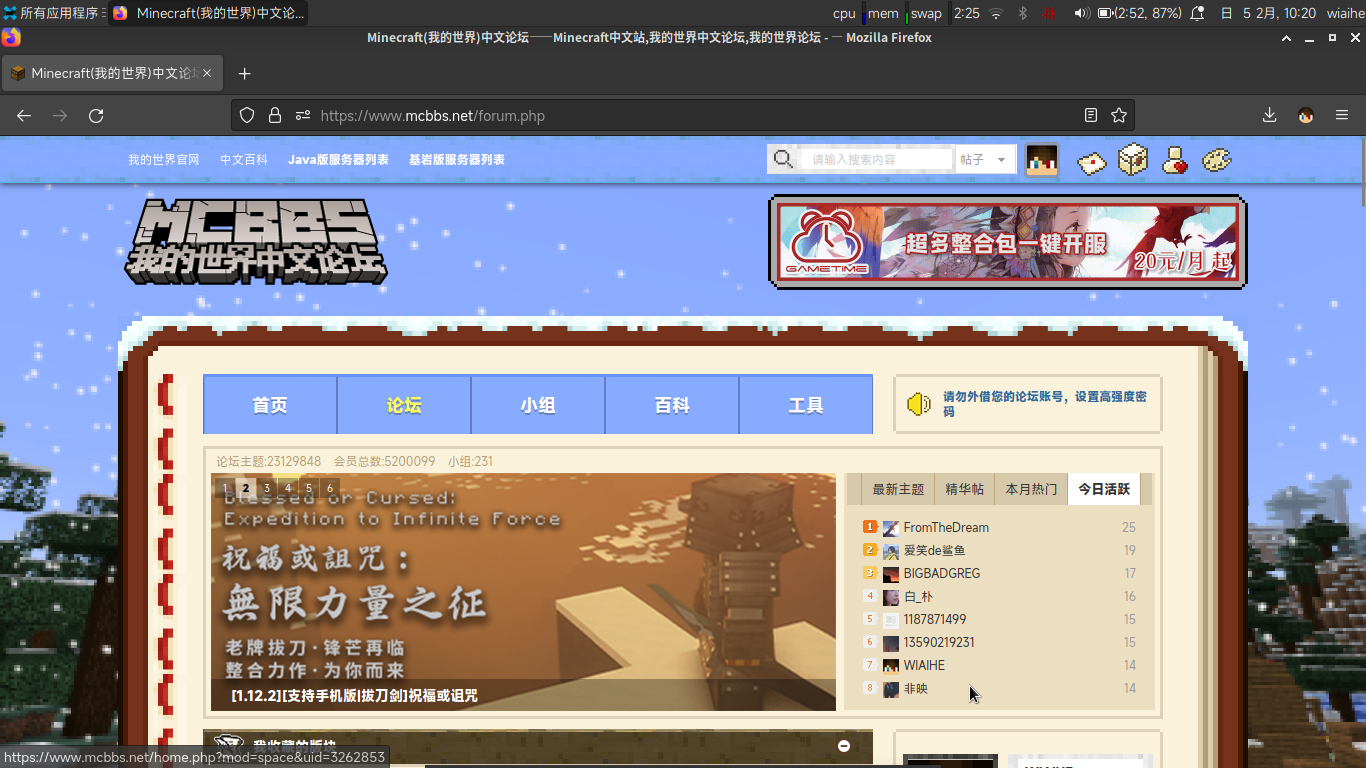 所有应用程序
Minecraft(我的世界)中文论...
cpu mem swap 2:25 (2:52, 87%) 日 5 2月, 10:20 wiaihe
Minecraft(我的世界)中文论坛——Minecraft中文站,我的世界中文论坛,我的世界论坛 - — Mozilla Firefox
Minecraft(我的世界)中文论坛
https://www.mcbbs.net/forum.php
我的世界官网 中文百科 Java版服务器列表 基岩版服务器列表
请输入搜索内容 帖子
MCBBS
我的世界中文论坛
GAMETIME
超多整合包一键开服
20元/月 起
首页 论坛 小组 百科 工具
请勿外借您的论坛账号，设置高强度密
码
论坛主题:23129848 会员总数:5200099 小组:231
1 2 3 4 5 6
Blessed or Cursed:
Expedition to Infinite Force
祝福或詛咒：
無限力量之征
老牌拔刀·锋芒再临
整合力作·为你而来
[1.12.2][支持手机版|拔刀剑]祝福或诅咒
最新主题 精华帖 本月热门 今日活跃
1 FromTheDream 25
2 爱笑de鲨鱼 19
3 BIGBADGREG 17
4 白_朴 16
5 1187871499 15
6 13590219231 15
7 WIAIHE 14
8 非映 14
我收藏的版块
https://www.mcbbs.net/home.php?mod=space&uid=3262853